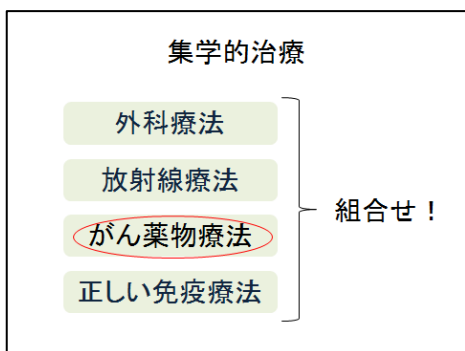 集学的治療
外科療法
放射線療法
がん薬物療法
正しい免疫療法
組合せ！